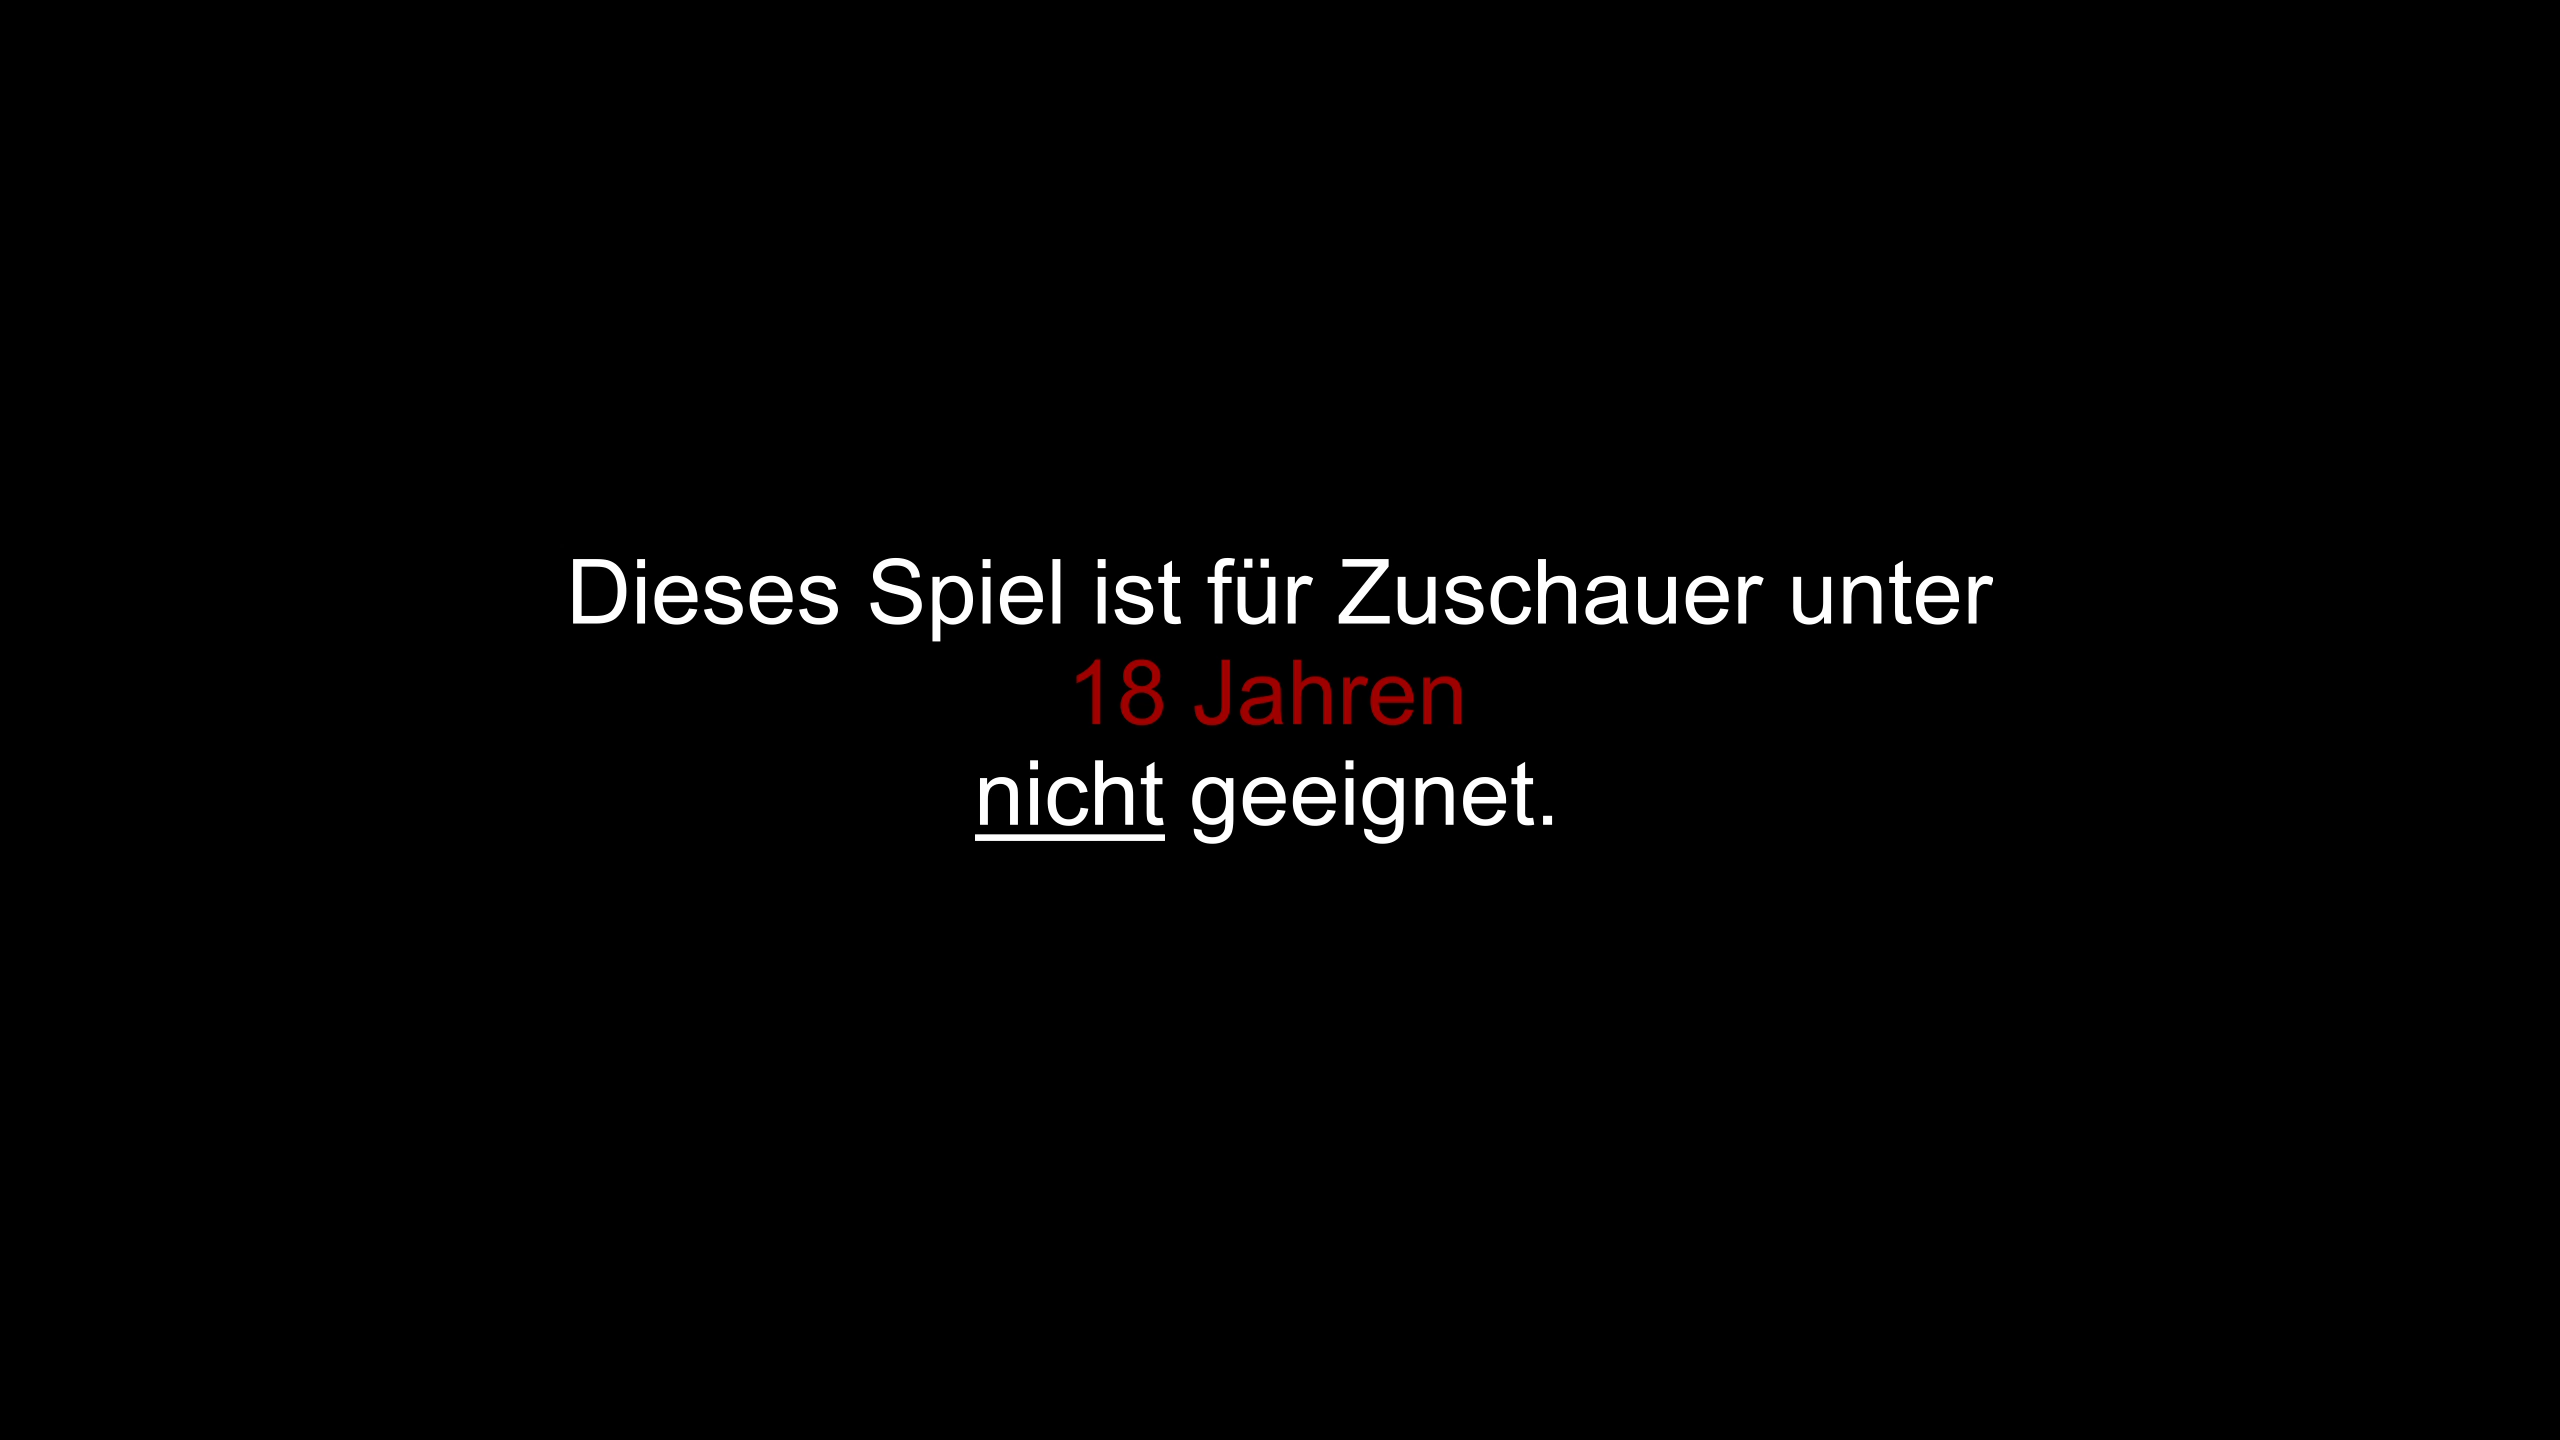 Dieses Spiel ist für Zuschauer unter
18 Jahren
nicht geeignet.